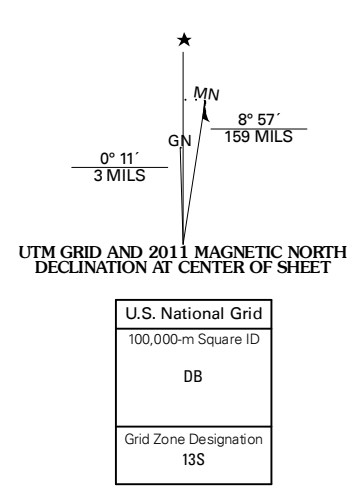 MN
8° 57´
159 MILS
GN
0° 11´
3 MILS
UTM GRID AND 2011 MAGNETIC NORTH
DECLINATION AT CENTER OF SHEET
U.S. National Grid
100,000-m Square ID
DB
Grid Zone Designation
13S